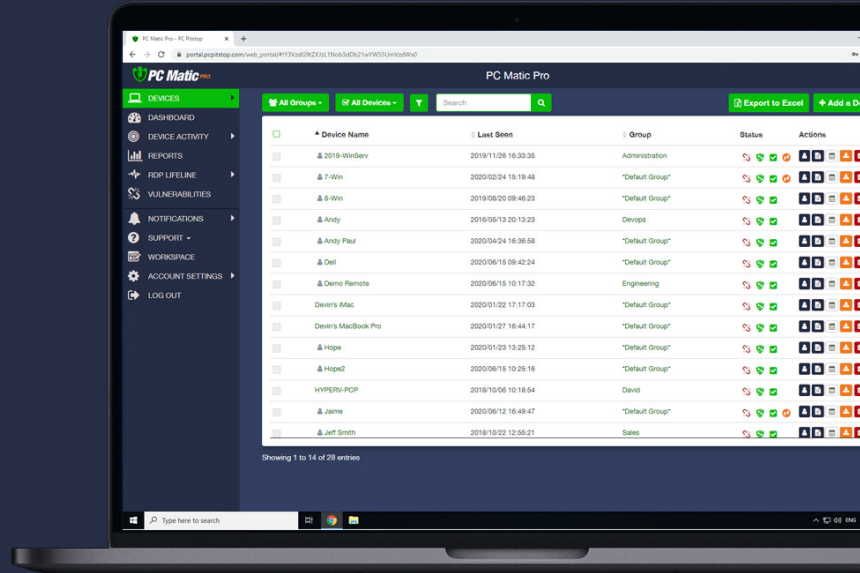 PC Matic Pro - PC Pitstop
portal.pcpitstop.com/web_portal/
PC Matic PRO
PC Matic Pro
DEVICES
DASHBOARD
DEVICE ACTIVITY
REPORTS
RDP LIFELINE
VULNERABILITIES
NOTIFICATIONS
SUPPORT
WORKSPACE
ACCOUNT SETTINGS
LOG OUT
All Groups All Devices Search Export to Excel + Add a De
Device Name Last Seen Group Status Actions
2019-WinServ 2019/11/26 16:33:35 Administration
7-Win 2020/02/24 15:19:48 *Default Group*
8-Win 2019/08/20 09:46:23 *Default Group*
Andy 2016/05/13 20:13:23 Devops
Andy Paul 2020/04/24 16:36:58 *Default Group*
Dell 2020/06/15 09:42:24 *Default Group*
Demo Remote 2020/06/15 10:17:32 Engineering
Devin's iMac 2020/01/22 17:17:03 *Default Group*
Devin's MacBook Pro 2020/01/27 16:44:17 *Default Group*
Hope 2020/01/23 13:25:12 *Default Group*
Hope2 2020/06/15 10:25:16 *Default Group*
HYPERV-PCP 2018/10/06 10:18:54 David
Jaime 2020/06/12 16:49:47 *Default Group*
Jeff Smith 2018/10/22 12:55:21 Sales
Showing 1 to 14 of 28 entries
Type here to search
ENG